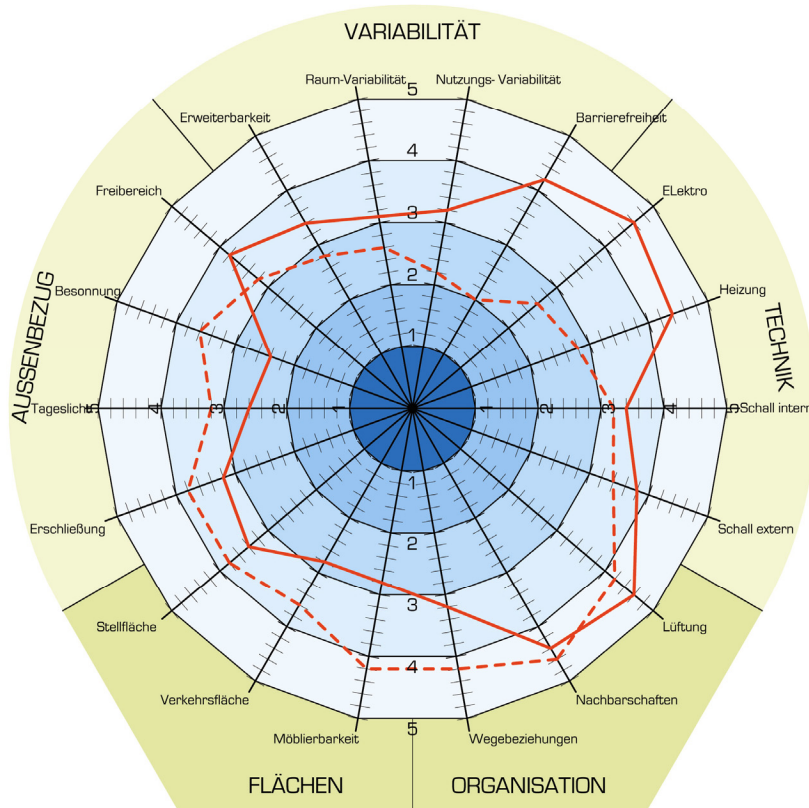 VARIABILITÄT
Raum-Variabilität
Nutzungs- Variabilität
5
Erweiterbarkeit
Barrierefreiheit
4
Freibereich
ELektro
3
AUSSENBEZUG
Besonnung
Heizung
TECHNIK
2
1
Tageslicht
5
4
3
2
1
1
2
3
4
5
Schall intern
1
Erschließung
Schall extern
2
Stellfläche
Lüftung
3
Verkehrsfläche
Nachbarschaften
4
Möblierbarkeit
5
Wegebeziehungen
FLÄCHEN
ORGANISATION